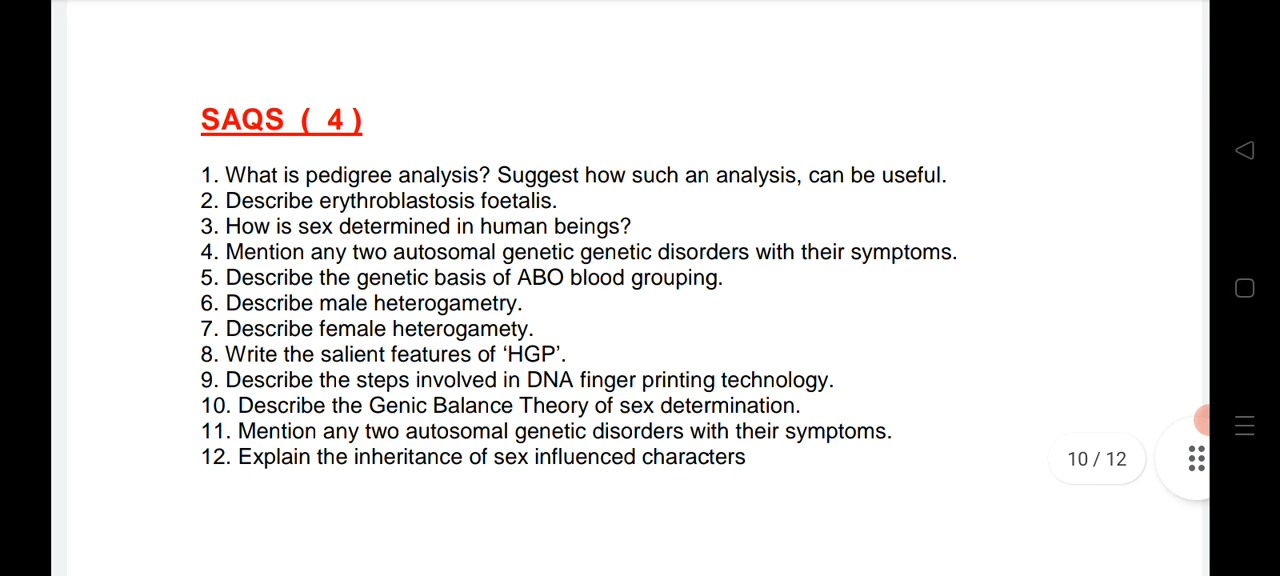 SAQS ( 4 )
1. What is pedigree analysis? Suggest how such an analysis, can be useful.
2. Describe erythroblastosis foetalis.
3. How is sex determined in human beings?
4. Mention any two autosomal genetic genetic disorders with their symptoms.
5. Describe the genetic basis of ABO blood grouping.
6. Describe male heterogametry.
7. Describe female heterogamety.
8. Write the salient features of ‘HGP’.
9. Describe the steps involved in DNA finger printing technology.
10. Describe the Genic Balance Theory of sex determination.
11. Mention any two autosomal genetic disorders with their symptoms.
12. Explain the inheritance of sex influenced characters
10 / 12